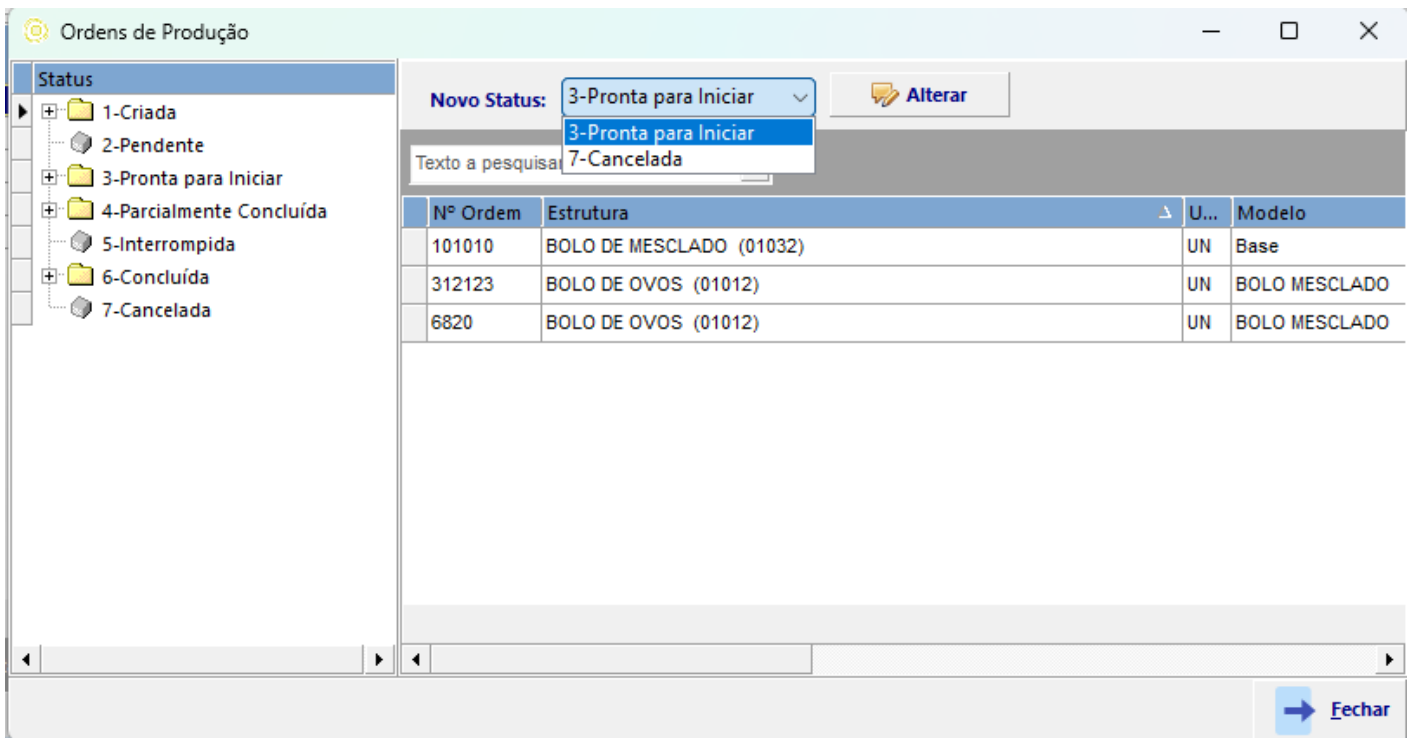 Ordens de Produção
Status
1-Criada
2-Pendente
3-Pronta para Iniciar
4-Parcialmente Concluída
5-Interrompida
6-Concluída
7-Cancelada
Novo Status: 3-Pronta para Iniciar Alterar
3-Pronta para Iniciar
7-Cancelada
Texto a pesquisar
Nº Ordem Estrutura U... Modelo
101010 BOLO DE MESCLADO (01032) UN Base
312123 BOLO DE OVOS (01012) UN BOLO MESCLADO
6820 BOLO DE OVOS (01012) UN BOLO MESCLADO
Fechar